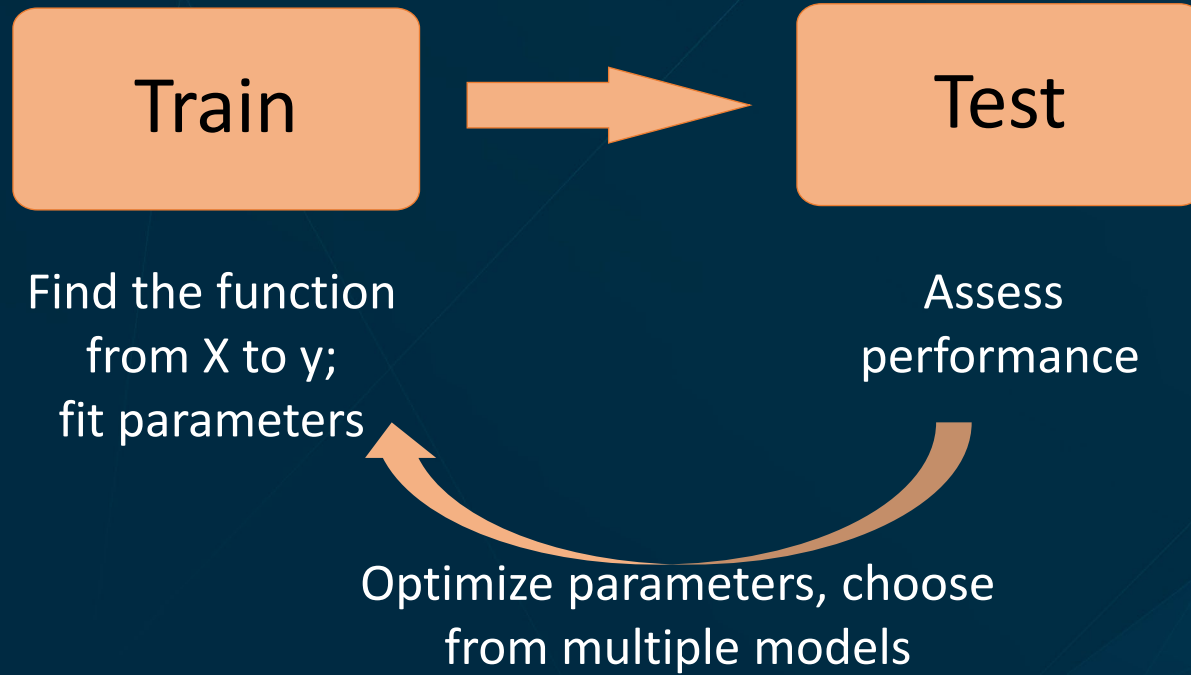 Train
Test
Find the function
from X to y;
fit parameters
Assess
performance
Optimize parameters, choose
from multiple models